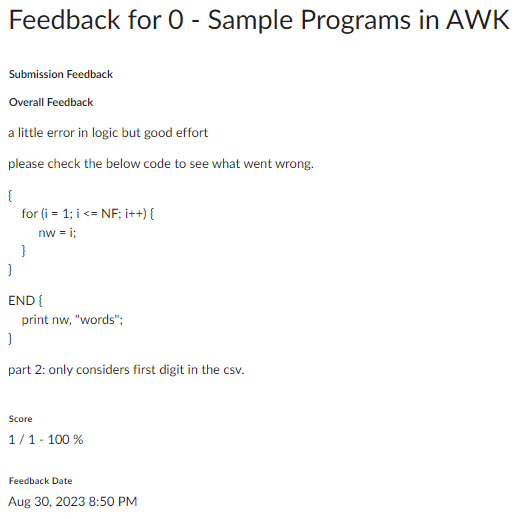 Feedback for 0 - Sample Programs in AWK
Submission Feedback
Overall Feedback
a little error in logic but good effort
please check the below code to see what went wrong.
{
for (i = 1; i <= NF; i++) {
nw = i;
}
}
END {
print nw, "words";
}
part 2: only considers first digit in the csv.
Score
1 / 1 - 100 %
Feedback Date
Aug 30, 2023 8:50 PM